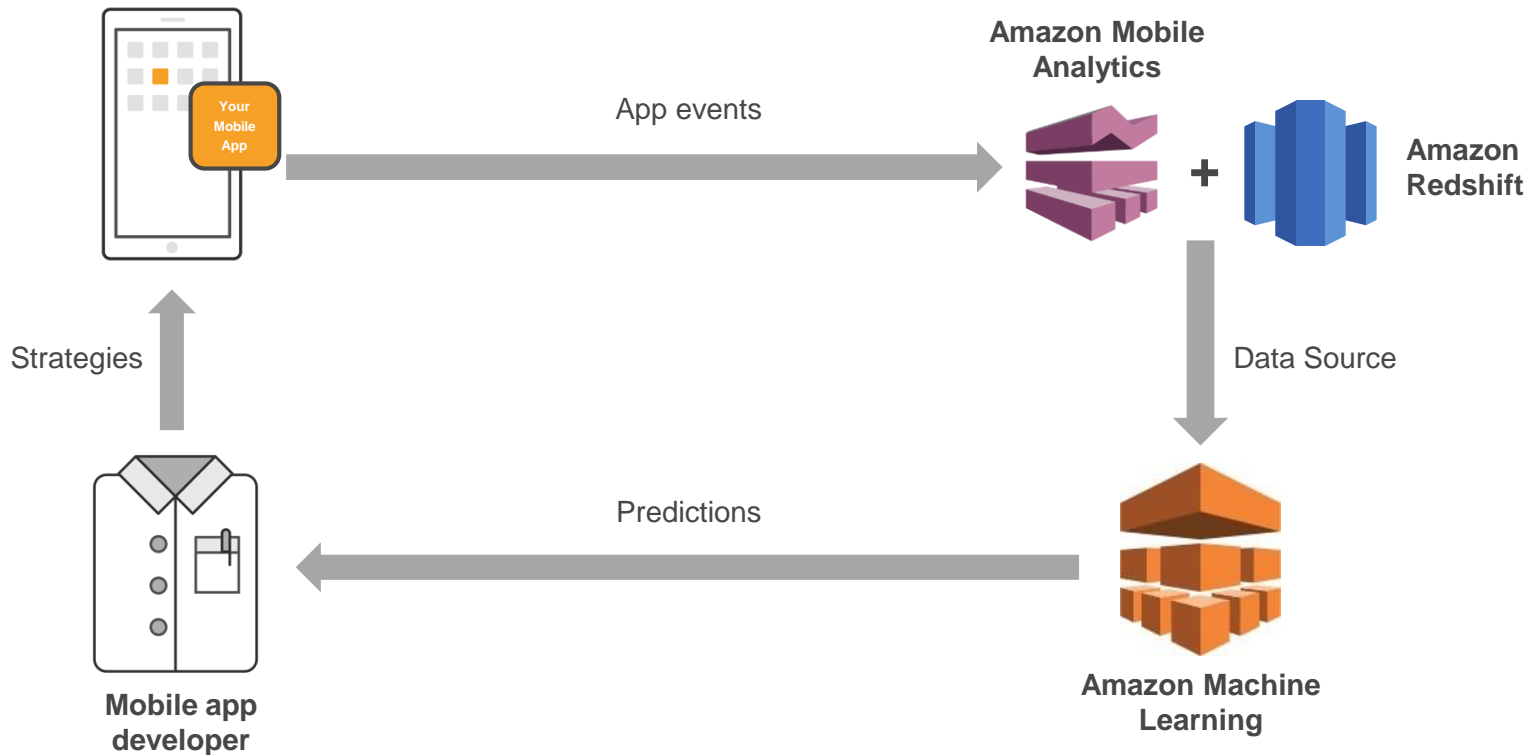 Your
Mobile
App
App events
Amazon Mobile
Analytics
+
Amazon
Redshift
Strategies
Data Source
Predictions
Mobile app
developer
Amazon Machine
Learning